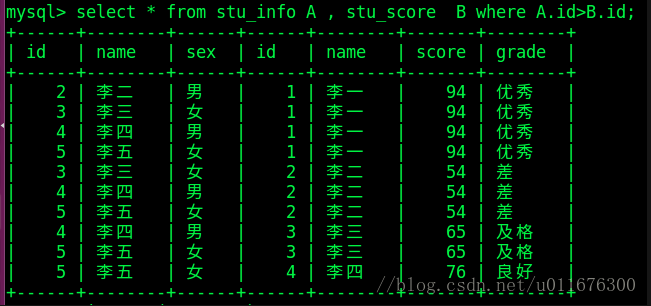 mysql> select * from stu_info A , stu_score  B where A.id>B.id;
+------+--------+------+------+--------+-------+--------+
| id   | name   | sex  | id   | name   | score | grade  |
+------+--------+------+------+--------+-------+--------+
|    2 | 李二   | 男   |    1 | 李一   |    94 | 优秀   |
|    3 | 李三   | 女   |    1 | 李一   |    94 | 优秀   |
|    4 | 李四   | 男   |    1 | 李一   |    94 | 优秀   |
|    5 | 李五   | 女   |    1 | 李一   |    94 | 优秀   |
|    3 | 李三   | 女   |    2 | 李二   |    54 | 差     |
|    4 | 李四   | 男   |    2 | 李二   |    54 | 差     |
|    5 | 李五   | 女   |    2 | 李二   |    54 | 差     |
|    4 | 李四   | 男   |    3 | 李三   |    65 | 及格   |
|    5 | 李五   | 女   |    3 | 李三   |    65 | 及格   |
|    5 | 李五   | 女   |    4 | 李四   |    76 | 良好   |
+------+--------+------+------+--------+-------+--------+
//blog.csdn.net/u011676300